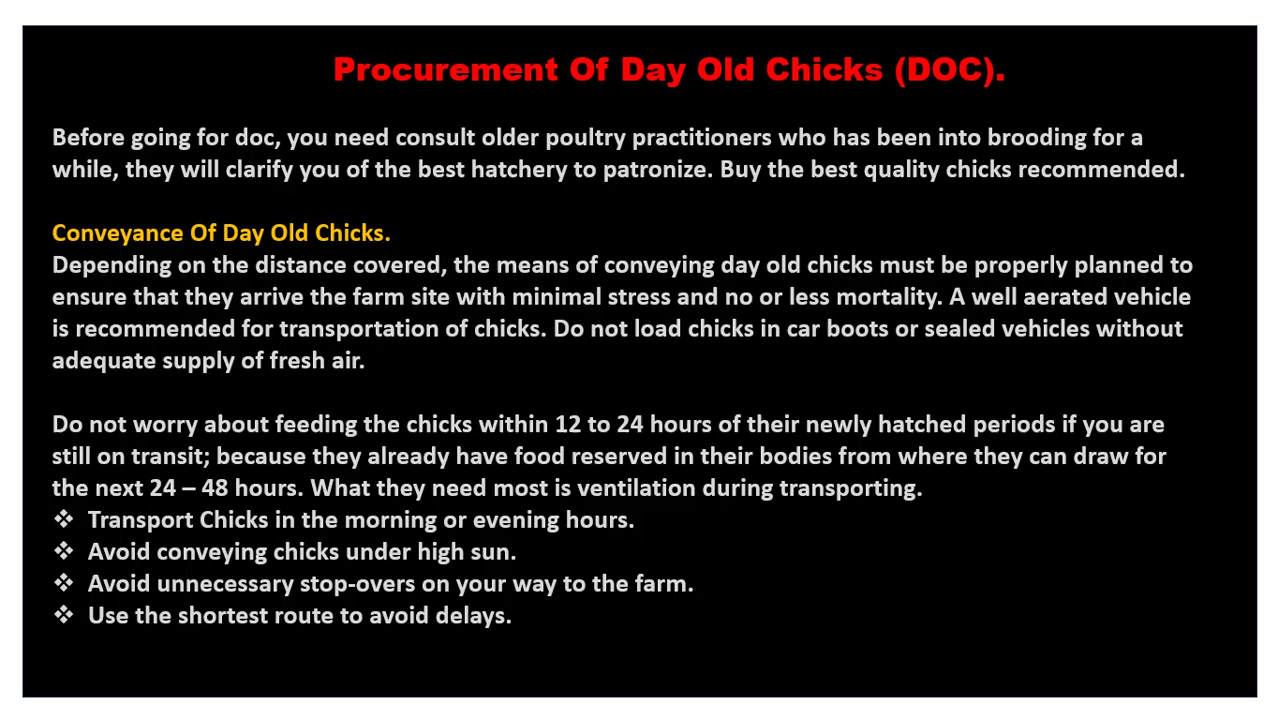 Procurement Of Day Old Chicks (DOC).
Before going for doc, you need consult older poultry practitioners who has been into brooding for a
while, they will clarify you of the best hatchery to patronize. Buy the best quality chicks recommended.
Conveyance Of Day Old Chicks.
Depending on the distance covered, the means of conveying day old chicks must be properly planned to
ensure that they arrive the farm site with minimal stress and no or less mortality. A well aerated vehicle
is recommended for transportation of chicks. Do not load chicks in car boots or sealed vehicles without
adequate supply of fresh air.
Do not worry about feeding the chicks within 12 to 24 hours of their newly hatched periods if you are
still on transit; because they already have food reserved in their bodies from where they can draw for
the next 24 – 48 hours. What they need most is ventilation during transporting.
❖ Transport Chicks in the morning or evening hours.
❖ Avoid conveying chicks under high sun.
❖ Avoid unnecessary stop-overs on your way to the farm.
❖ Use the shortest route to avoid delays.